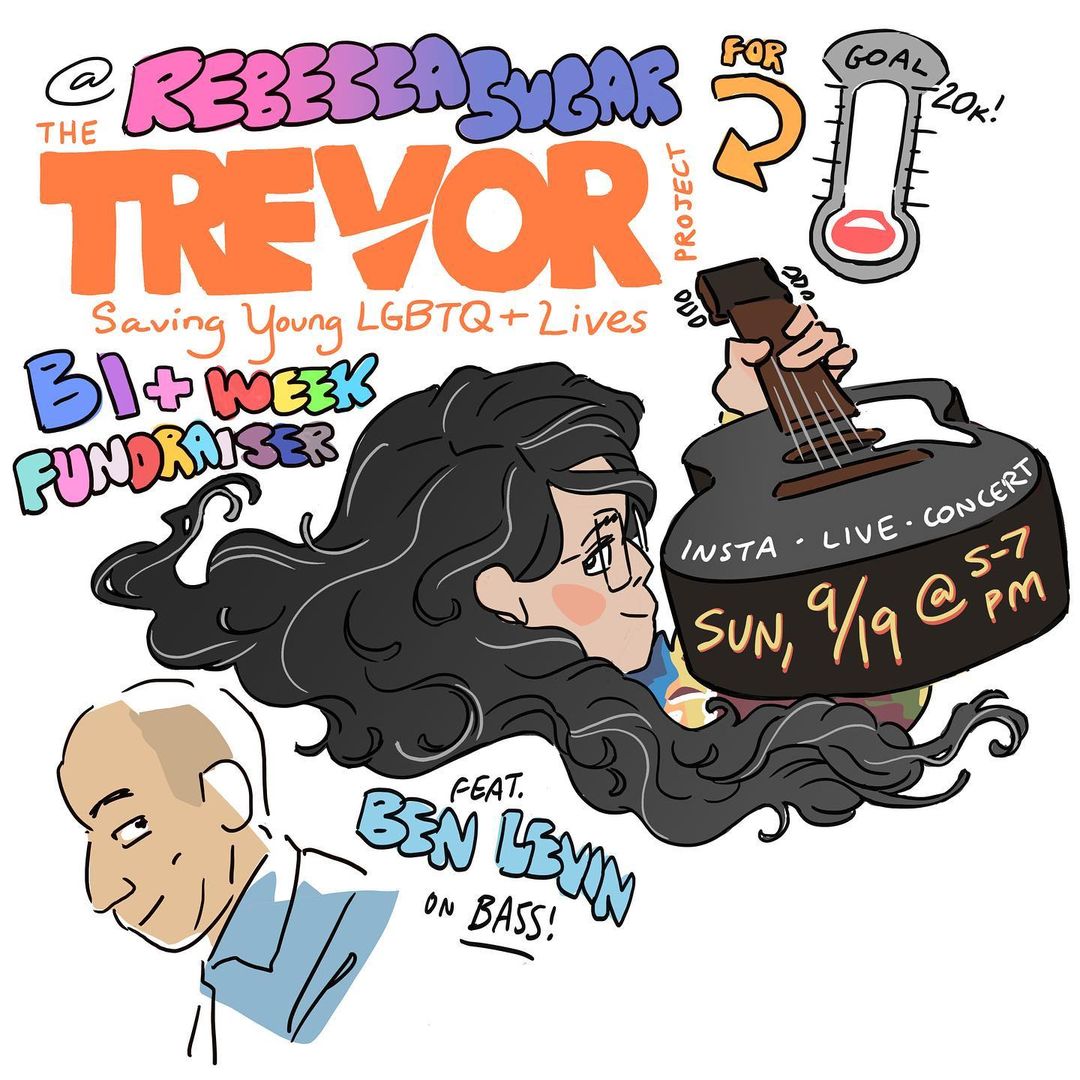 @ REBECCA SUGAR
FOR
GOAL
20K!
THE
TREVOR
PROJECT
Saving Young LGBTQ+ Lives
BI+ WEEK
FUNDRAISER
INSTA · LIVE · CONCERT
SUN, 9/19 @ 5-7
PM
FEAT.
BEN LEVIN
ON BASS!